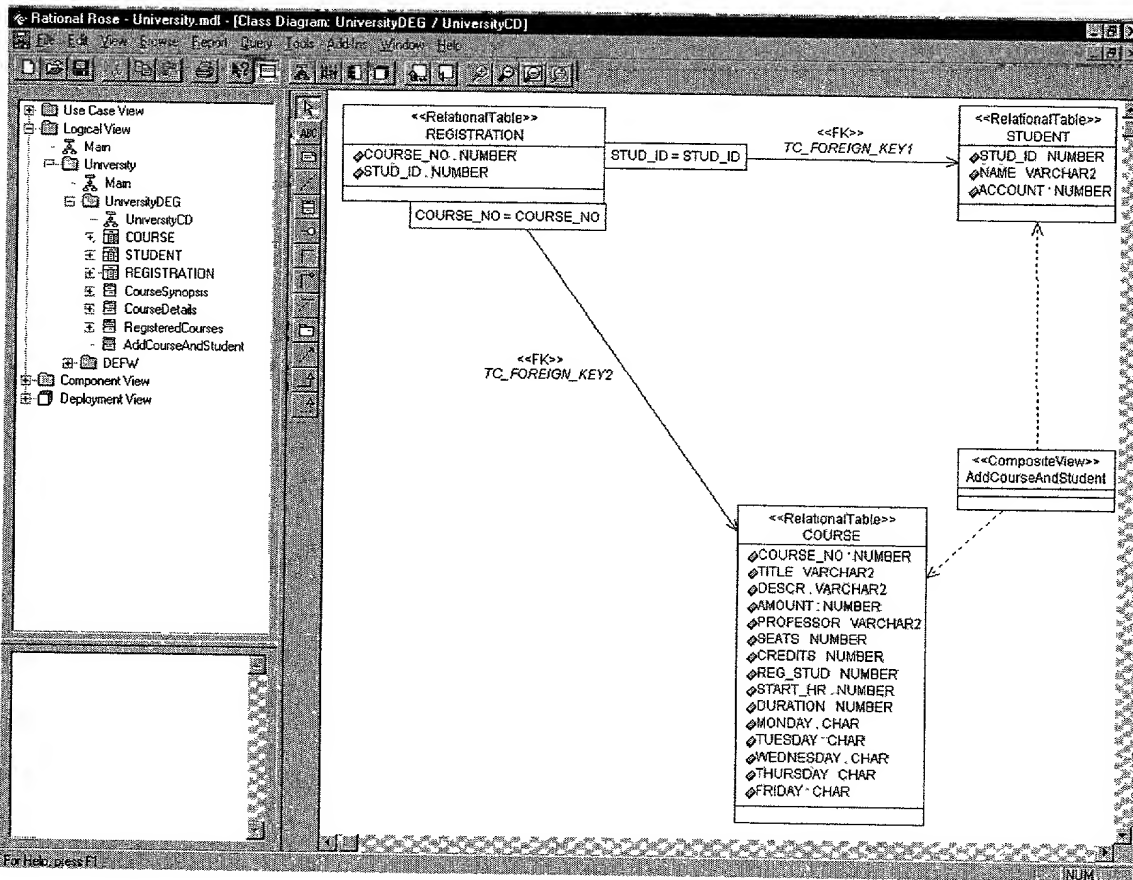 Rational Rose - University.mdl - [Class Diagram: UniversityDEG / UniversityCD]
File Edit View Browse Report Query Tools Add-Ins Window Help
ABC
Use Case View
Logical View
Main
University
Main
UniversityDEG
UniversityCD
COURSE
STUDENT
REGISTRATION
CourseSynopsis
CourseDetails
RegisteredCourses
AddCourseAndStudent
DEFW
Component View
Deployment View
<<RelationalTable>>
REGISTRATION
COURSE_NO : NUMBER
STUD_ID : NUMBER
STUD_ID = STUD_ID
COURSE_NO = COURSE_NO
<<FK>>
TC_FOREIGN_KEY1
<<RelationalTable>>
STUDENT
STUD_ID NUMBER
NAME VARCHAR2
ACCOUNT : NUMBER
<<FK>>
TC_FOREIGN_KEY2
<<CompositeView>>
AddCourseAndStudent
<<RelationalTable>>
COURSE
COURSE_NO : NUMBER
TITLE VARCHAR2
DESCR : VARCHAR2
AMOUNT : NUMBER
PROFESSOR VARCHAR2
SEATS NUMBER
CREDITS NUMBER
REG_STUD NUMBER
START_HR : NUMBER
DURATION NUMBER
MONDAY : CHAR
TUESDAY : CHAR
WEDNESDAY : CHAR
THURSDAY CHAR
FRIDAY : CHAR
For Help, press F1
NUM